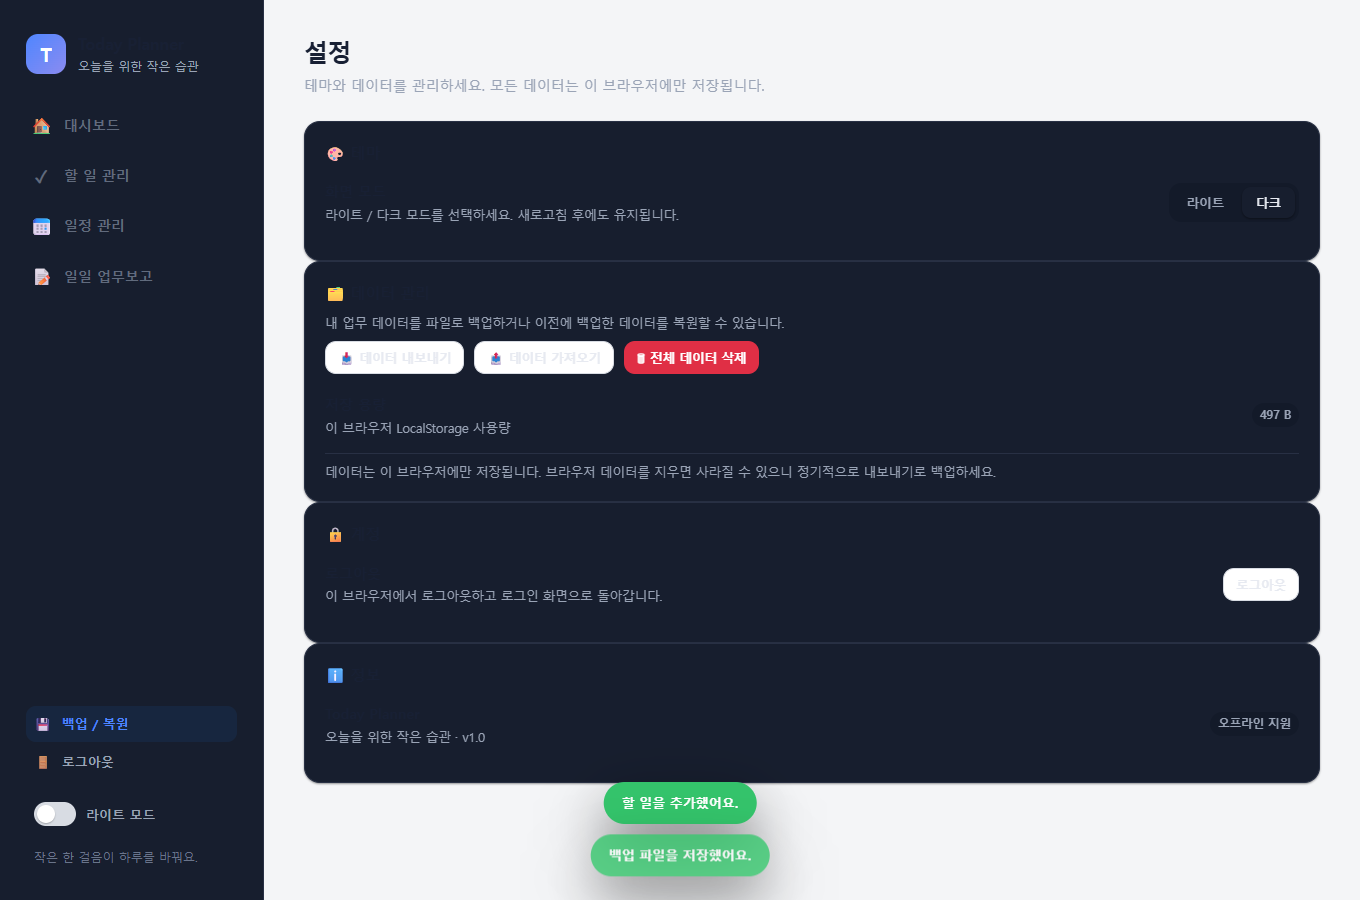 T
오늘을 위한 작은 습관
대시보드
할 일 관리
일정 관리
일일 업무보고
백업 / 복원
로그아웃
라이트 모드
작은 한 걸음이 하루를 바꿔요.
설정
테마와 데이터를 관리하세요. 모든 데이터는 이 브라우저에만 저장됩니다.
라이트 / 다크 모드를 선택하세요. 새로고침 후에도 유지됩니다.
라이트 다크
내 업무 데이터를 파일로 백업하거나 이전에 백업한 데이터를 복원할 수 있습니다.
데이터 내보내기 데이터 가져오기 전체 데이터 삭제
이 브라우저 LocalStorage 사용량
497 B
데이터는 이 브라우저에만 저장됩니다. 브라우저 데이터를 지우면 사라질 수 있으니 정기적으로 내보내기로 백업하세요.
이 브라우저에서 로그아웃하고 로그인 화면으로 돌아갑니다.
로그아웃
오늘을 위한 작은 습관 · v1.0
오프라인 지원
할 일을 추가했어요.
백업 파일을 저장했어요.